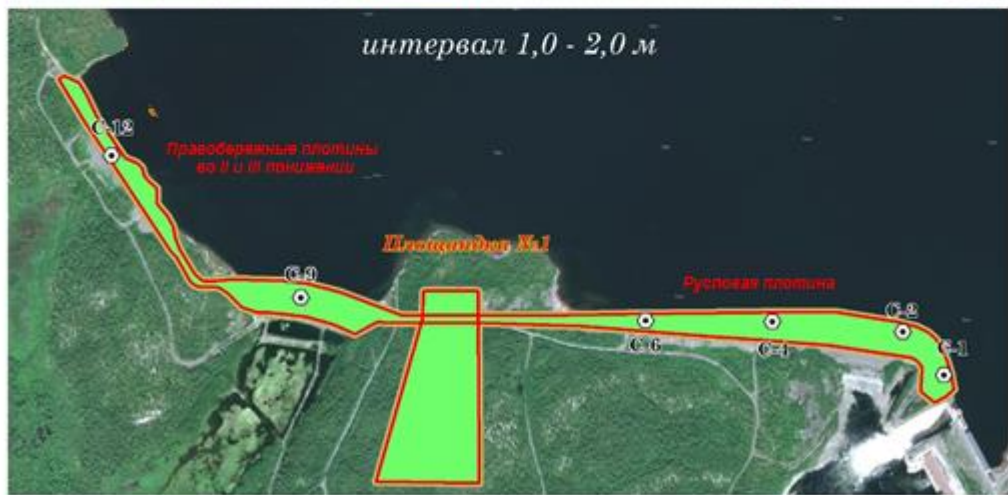 интервал 1,0 - 2,0 м
С-12
Правобережные плотины
во II и III понижении
Площадка №1
С-9
Русловая плотина
С-2
С-6
С-4
С-1